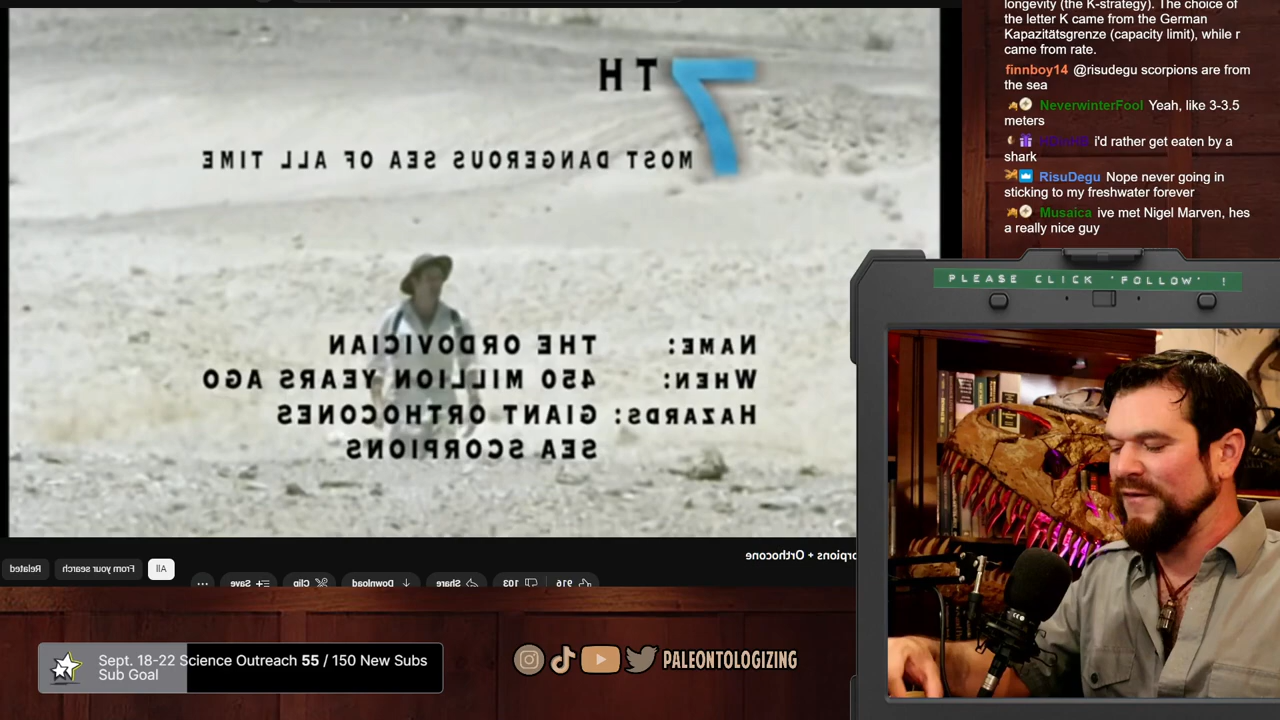 7TH
MOST DANGEROUS SEA OF ALL TIME
NAME: THE ORDOVICIAN
WHEN: 450 MILLION YEARS AGO
HAZARDS: GIANT ORTHOCONES
SEA SCORPIONS
orpions + Orthocone
916 103 Share Download Clip Save ...
All From your search Related
longevity (the K-strategy). The choice of
the letter K came from the German
Kapazitätsgrenze (capacity limit), while r
came from rate.
finnboy14 @risudegu scorpions are from
the sea
NeverwinterFool Yeah, like 3-3.5
meters
i'd rather get eaten by a
shark
RisuDegu Nope never going in
sticking to my freshwater forever
Musaica ive met Nigel Marven, hes
a really nice guy
PLEASE CLICK 'FOLLOW' !
Sept. 18-22 Science Outreach 55 / 150 New Subs
Sub Goal
PALEONTOLOGIZING